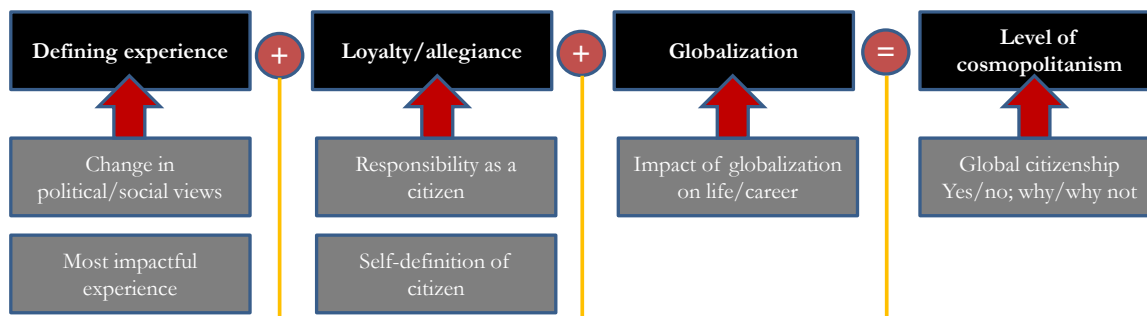 Defining experience
+
Loyalty/allegiance
+
Globalization
=
Level of
cosmopolitanism
Change in
political/social views
Responsibility as a
citizen
Impact of globalization
on life/career
Global citizenship
Yes/no; why/why not
Most impactful
experience
Self-definition of
citizen